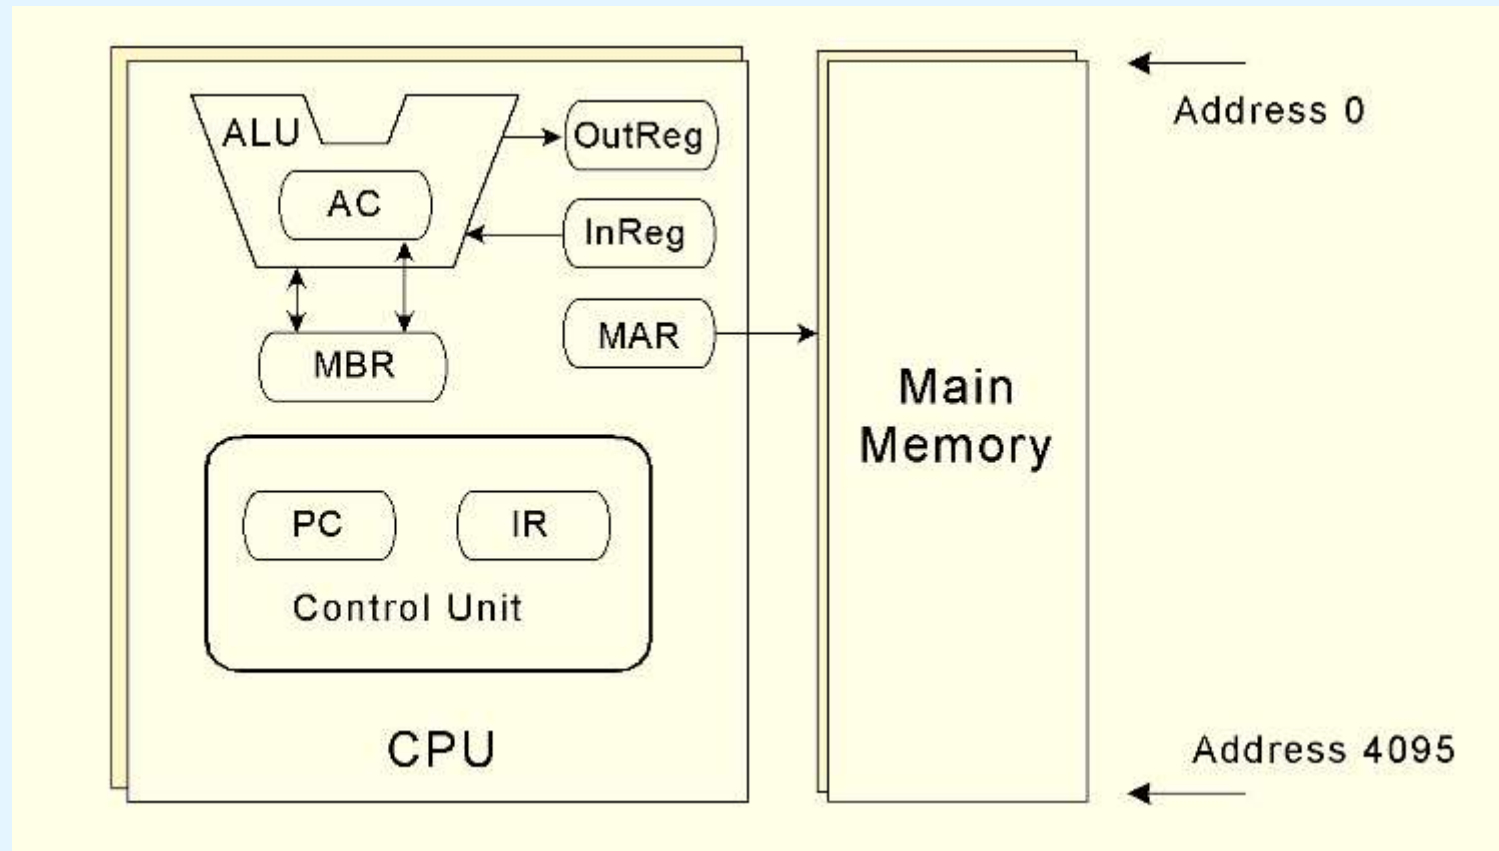 ALU
OutReg
AC
InReg
MBR
MAR
PC
IR
Control Unit
CPU
Main
Memory
Address 0
Address 4095